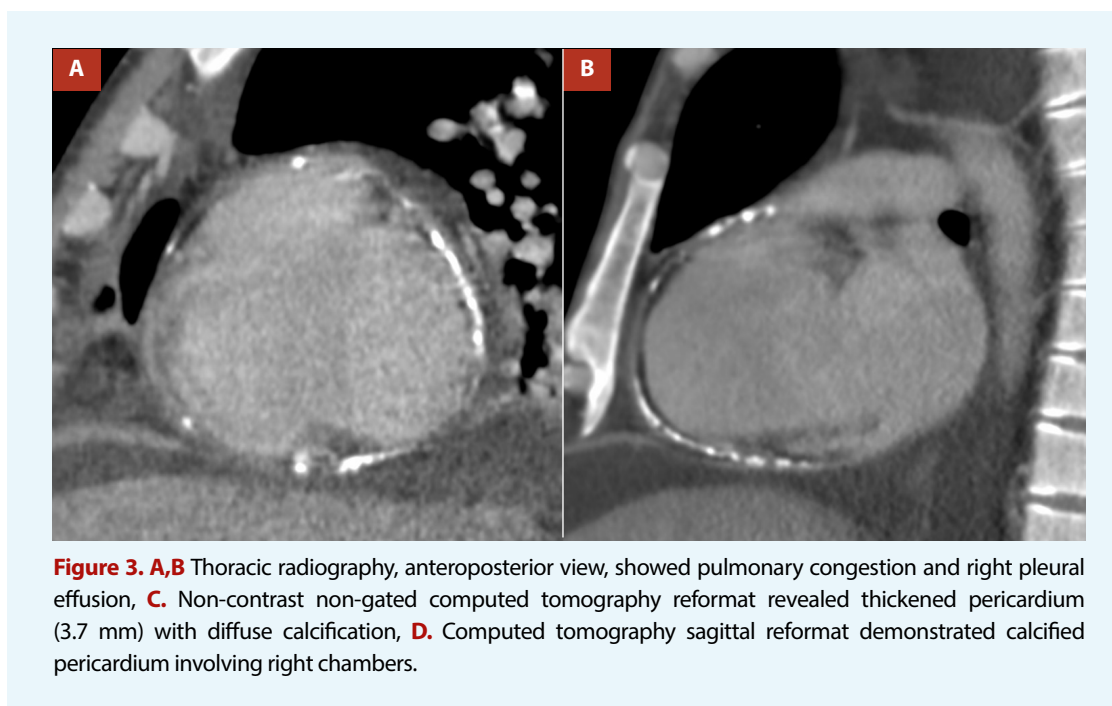 A
B
Figure 3. A,B Thoracic radiography, anteroposterior view, showed pulmonary congestion and right pleural
effusion, C. Non-contrast non-gated computed tomography reformat revealed thickened pericardium
(3.7 mm) with diffuse calcification, D. Computed tomography sagittal reformat demonstrated calcified
pericardium involving right chambers.